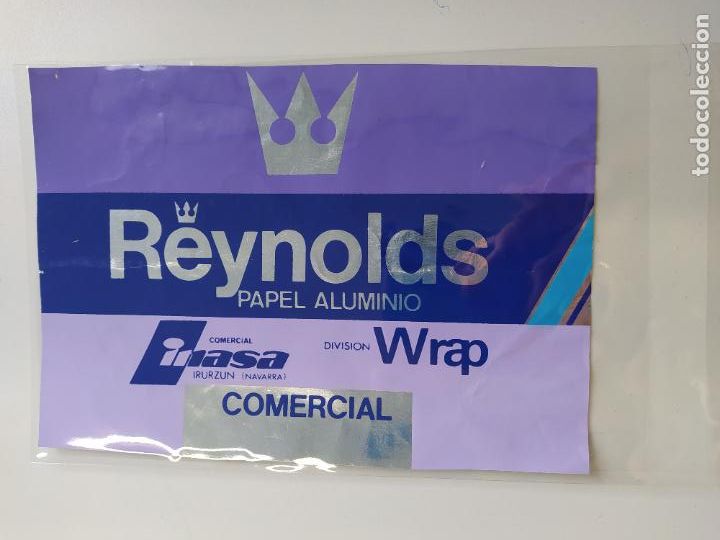 Reynolds
PAPEL ALUMINIO
COMERCIAL
inasa
IRURZUN (NAVARRA)
DIVISION Wrap
COMERCIAL
todocoleccion